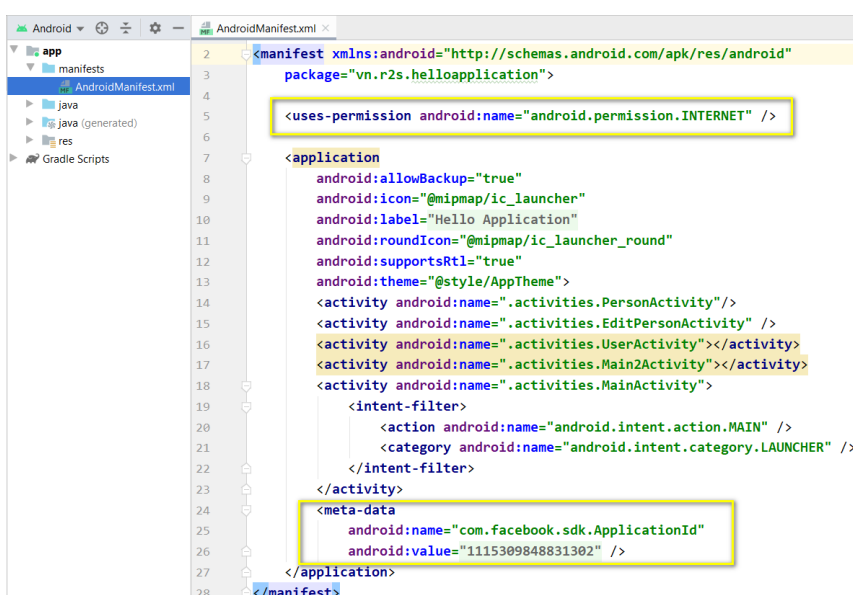 Android AndroidManifest.xml
app
manifests
AndroidManifest.xml
java
java (generated)
res
Gradle Scripts
2 <manifest xmlns:android="http://schemas.android.com/apk/res/android"
3 package="vn.r2s.helloapplication">
4
5 <uses-permission android:name="android.permission.INTERNET" />
6
7 <application
8 android:allowBackup="true"
9 android:icon="@mipmap/ic_launcher"
10 android:label="Hello Application"
11 android:roundIcon="@mipmap/ic_launcher_round"
12 android:supportsRtl="true"
13 android:theme="@style/AppTheme">
14 <activity android:name=".activities.PersonActivity"/>
15 <activity android:name=".activities.EditPersonActivity" />
16 <activity android:name=".activities.UserActivity"></activity>
17 <activity android:name=".activities.Main2Activity"></activity>
18 <activity android:name=".activities.MainActivity">
19 <intent-filter>
20 <action android:name="android.intent.action.MAIN" />
21 <category android:name="android.intent.category.LAUNCHER" />
22 </intent-filter>
23 </activity>
24 <meta-data
25 android:name="com.facebook.sdk.ApplicationId"
26 android:value="1115309848831302" />
27 </application>
28 </manifest>